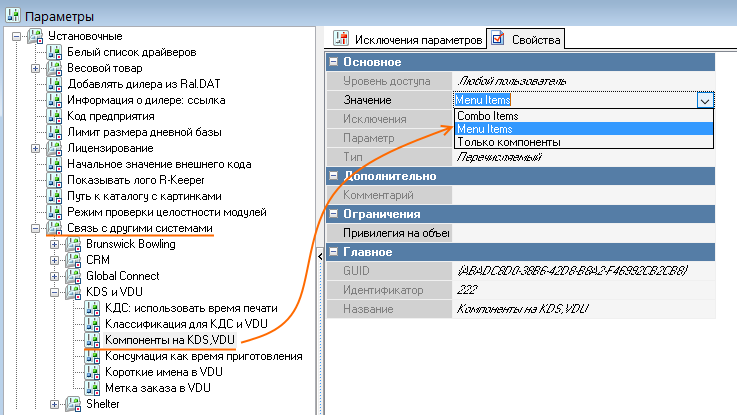 Параметры
Установочные
Белый список драйверов
Весовой товар
Добавлять дилера из Ral.DAT
Информация о дилере: ссылка
Код предприятия
Лимит размера дневной базы
Лицензирование
Начальное значение внешнего кода
Показывать лого R-Keeper
Путь к каталогу с картинками
Режим проверки целостности модулей
Связь с другими системами
Brunswick Bowling
CRM
Global Connect
KDS и VDU
КДС: использовать время печати
Классификация для КДС и VDU
Компоненты на KDS,VDU
Консумация как время приготовления
Короткие имена в VDU
Метка заказа в VDU
Shelter
Исключения параметров Свойства
Основное
Уровень доступа Любой пользователь
Значение Menu Items
Исключения Combo Items
Параметр Menu Items
Только компоненты
Тип Перечисляемый
Дополнительно
Комментарий
Ограничения
Привилегия на объек
Главное
GUID {ABADC8D0-36B6-42D8-B6A2-F46992CB2CB8}
Идентификатор 222
Название Компоненты на KDS,VDU